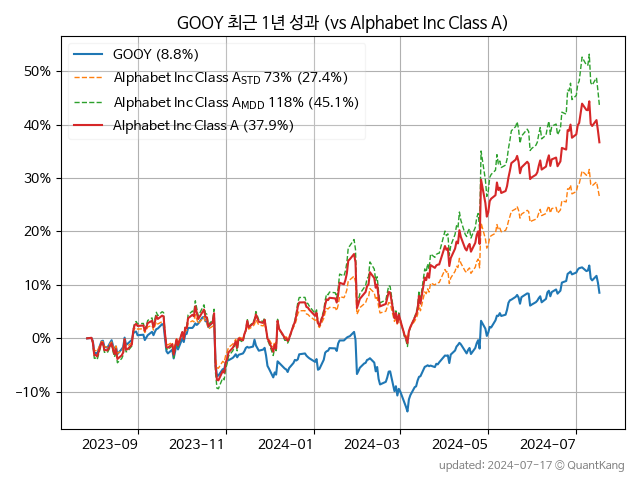 GOOY 최근 1년 성과 (vs Alphabet Inc Class A)
GOOY (8.8%)
Alphabet Inc Class A STD 73% (27.4%)
Alphabet Inc Class A MDD 118% (45.1%)
Alphabet Inc Class A (37.9%)
50%
40%
30%
20%
10%
0%
−10%
2023−09
2023−11
2024−01
2024−03
2024−05
2024−07
updated: 2024-07-17 ⓒ QuantKang